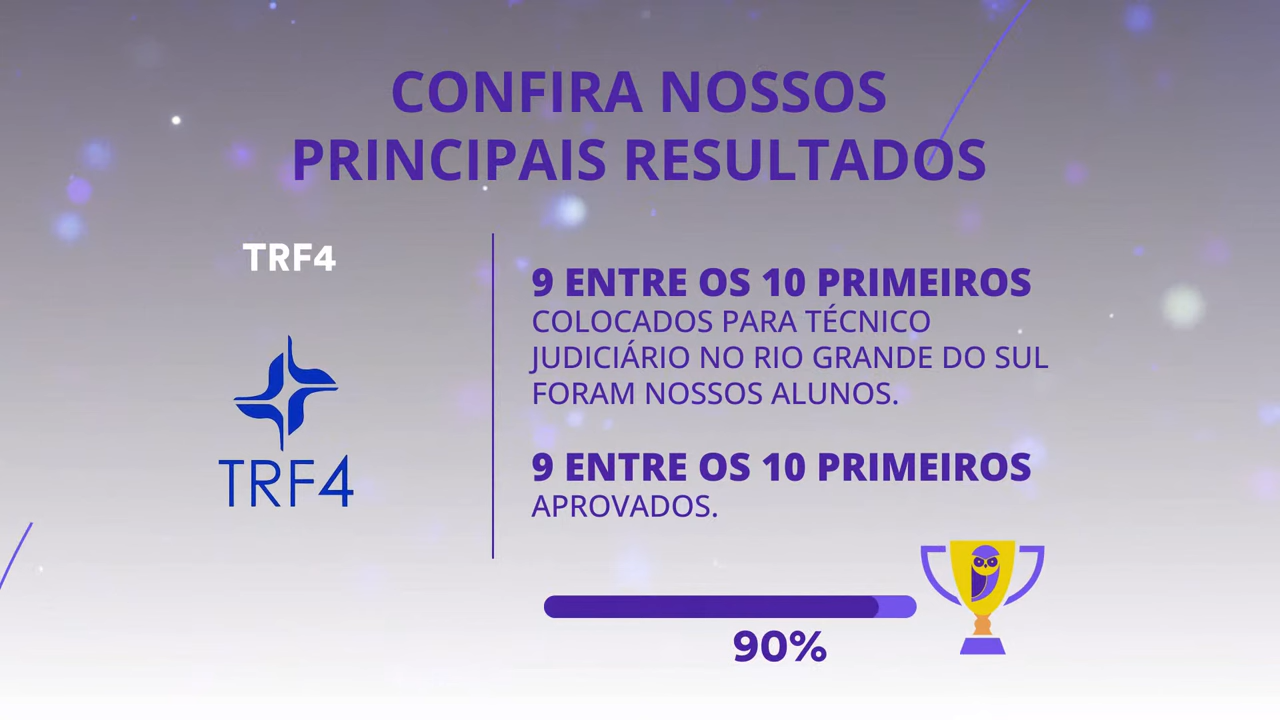 CONFIRA NOSSOS
PRINCIPAIS RESULTADOS
TRF4
TRF4
9 ENTRE OS 10 PRIMEIROS
COLOCADOS PARA TÉCNICO
JUDICIÁRIO NO RIO GRANDE DO SUL
FORAM NOSSOS ALUNOS.
9 ENTRE OS 10 PRIMEIROS
APROVADOS.
90%